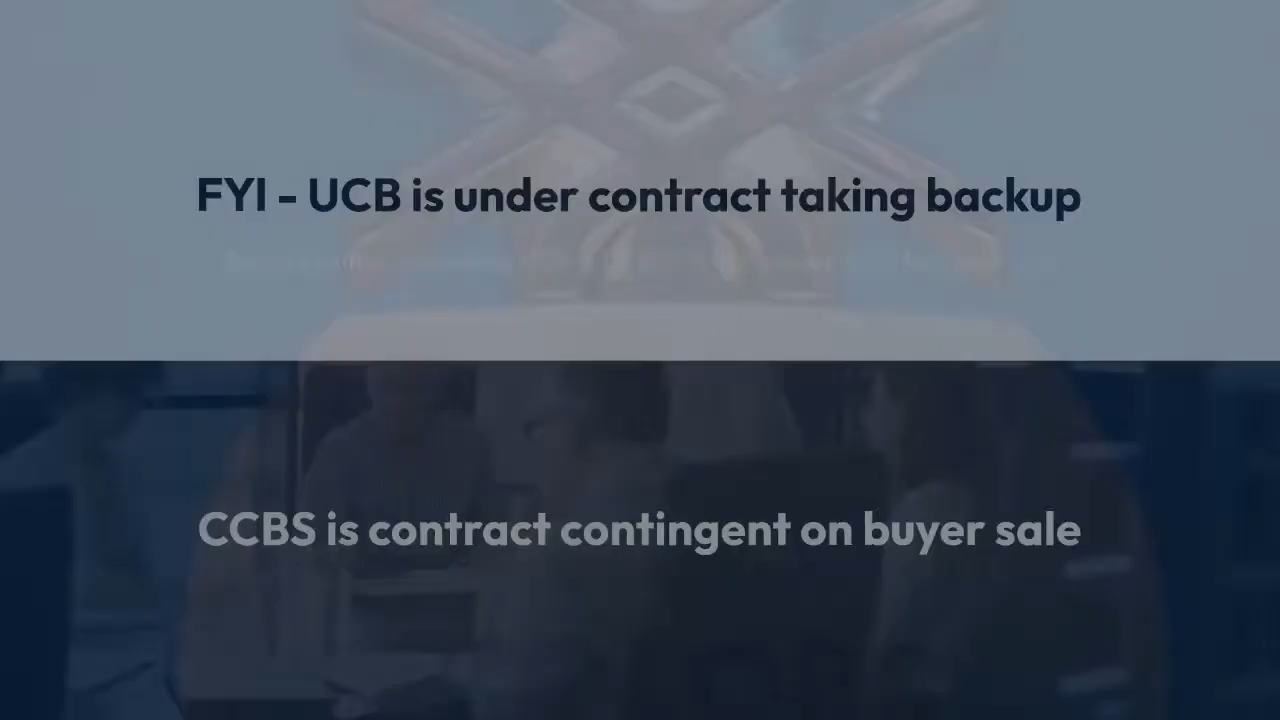 FYI - UCB is under contract taking backup
CCBS is contract contingent on buyer sale